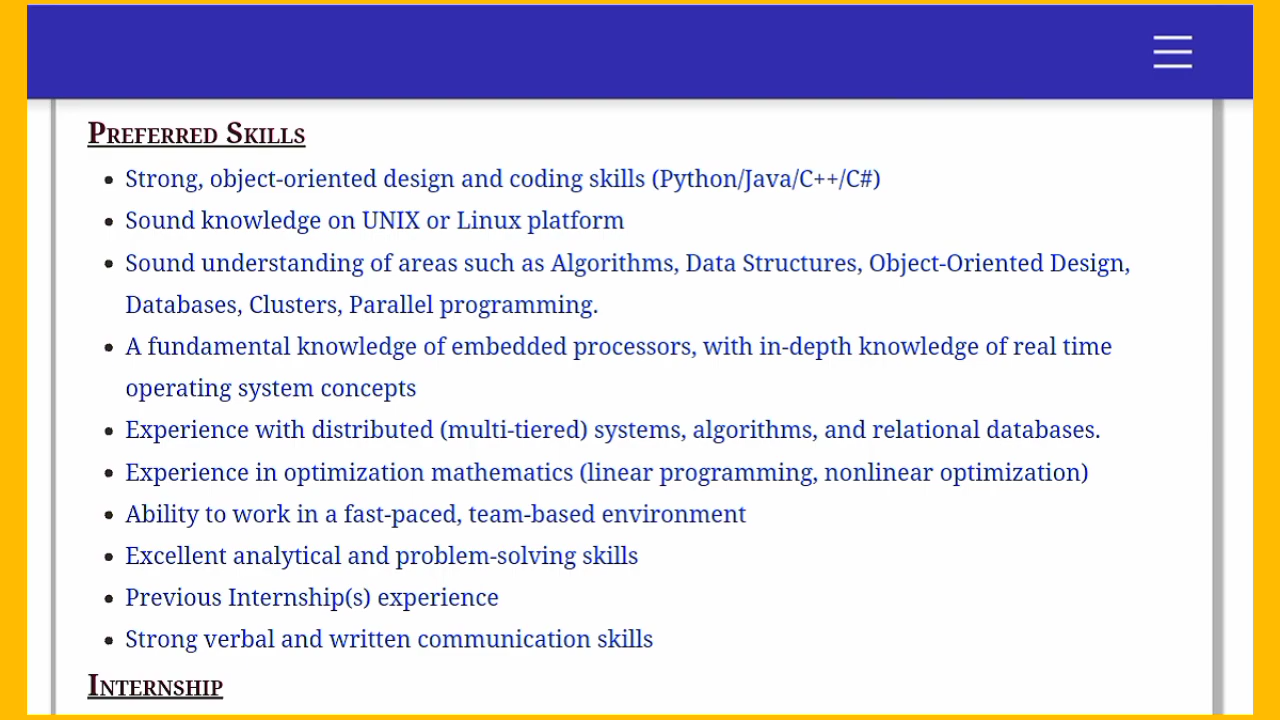 Preferred Skills
Strong, object-oriented design and coding skills (Python/Java/C++/C#)
Sound knowledge on UNIX or Linux platform
Sound understanding of areas such as Algorithms, Data Structures, Object-Oriented Design,
Databases, Clusters, Parallel programming.
A fundamental knowledge of embedded processors, with in-depth knowledge of real time
operating system concepts
Experience with distributed (multi-tiered) systems, algorithms, and relational databases.
Experience in optimization mathematics (linear programming, nonlinear optimization)
Ability to work in a fast-paced, team-based environment
Excellent analytical and problem-solving skills
Previous Internship(s) experience
Strong verbal and written communication skills
Internship